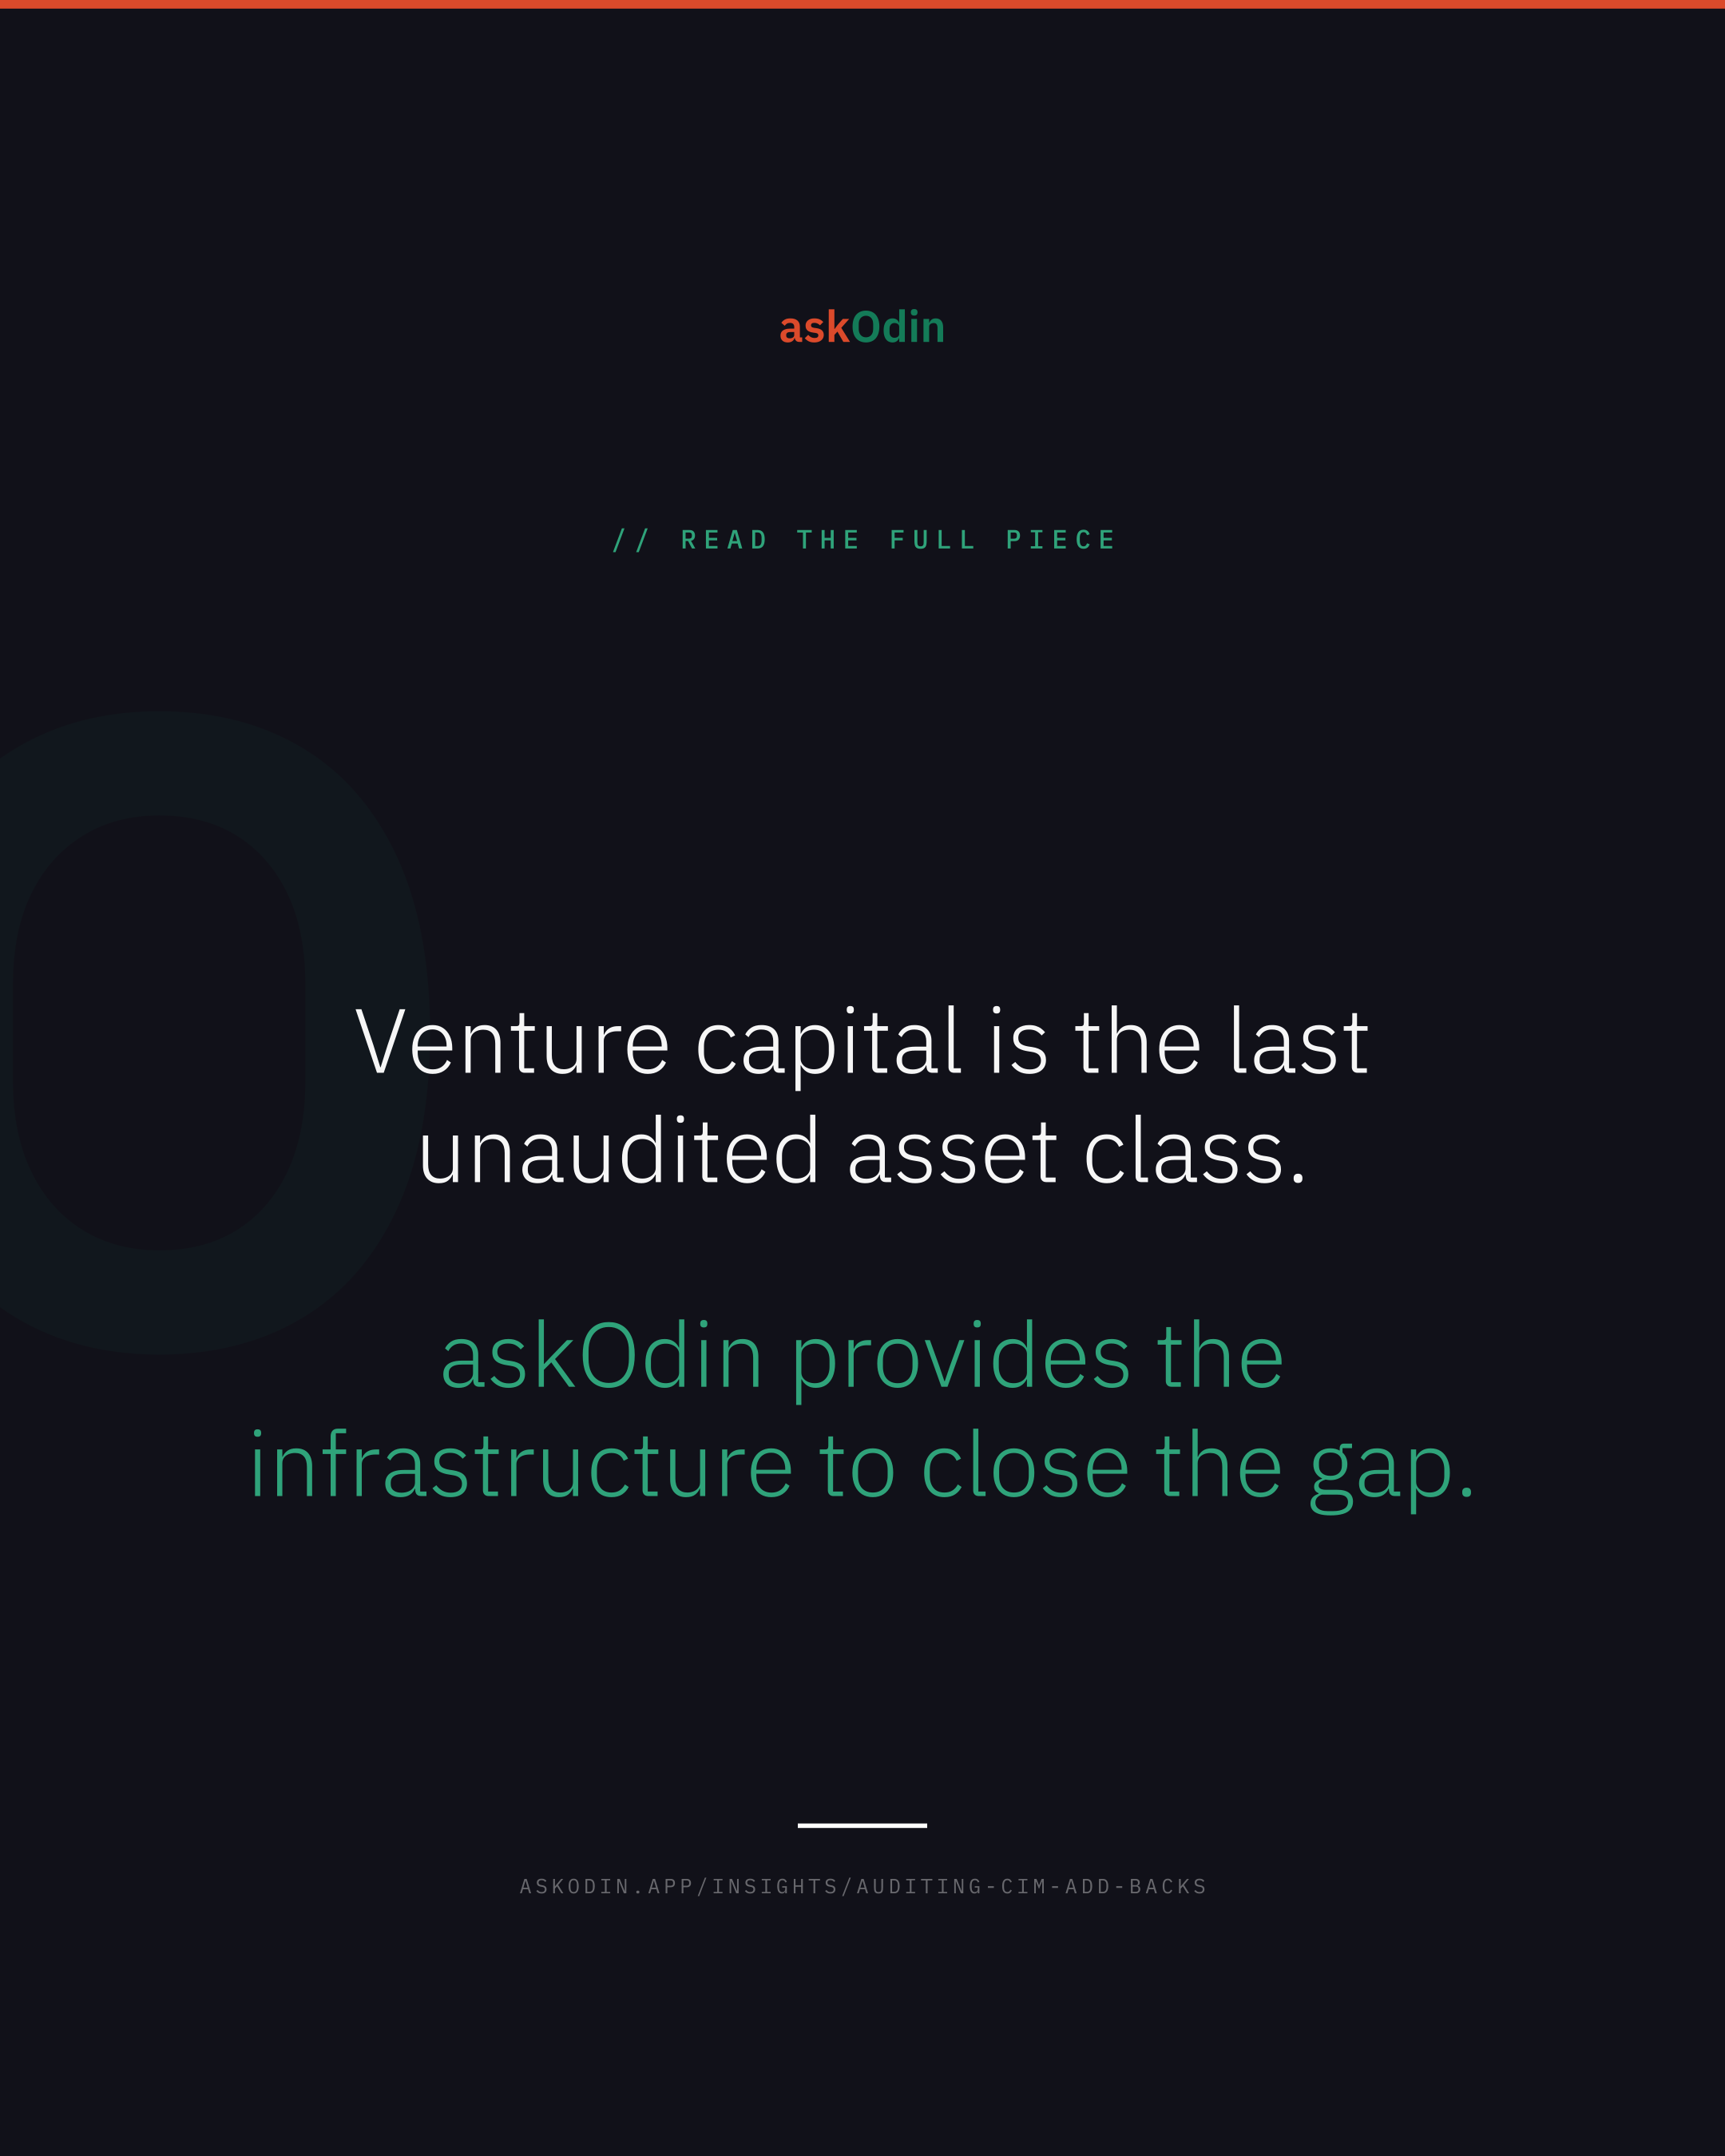 askOdin
// READ THE FULL PIECE
Venture capital is the last
unaudited asset class.
askOdin provides the
infrastructure to close the gap.
ASKODIN.APP/INSIGHTS/AUDITING-CIM-ADD-BACKS